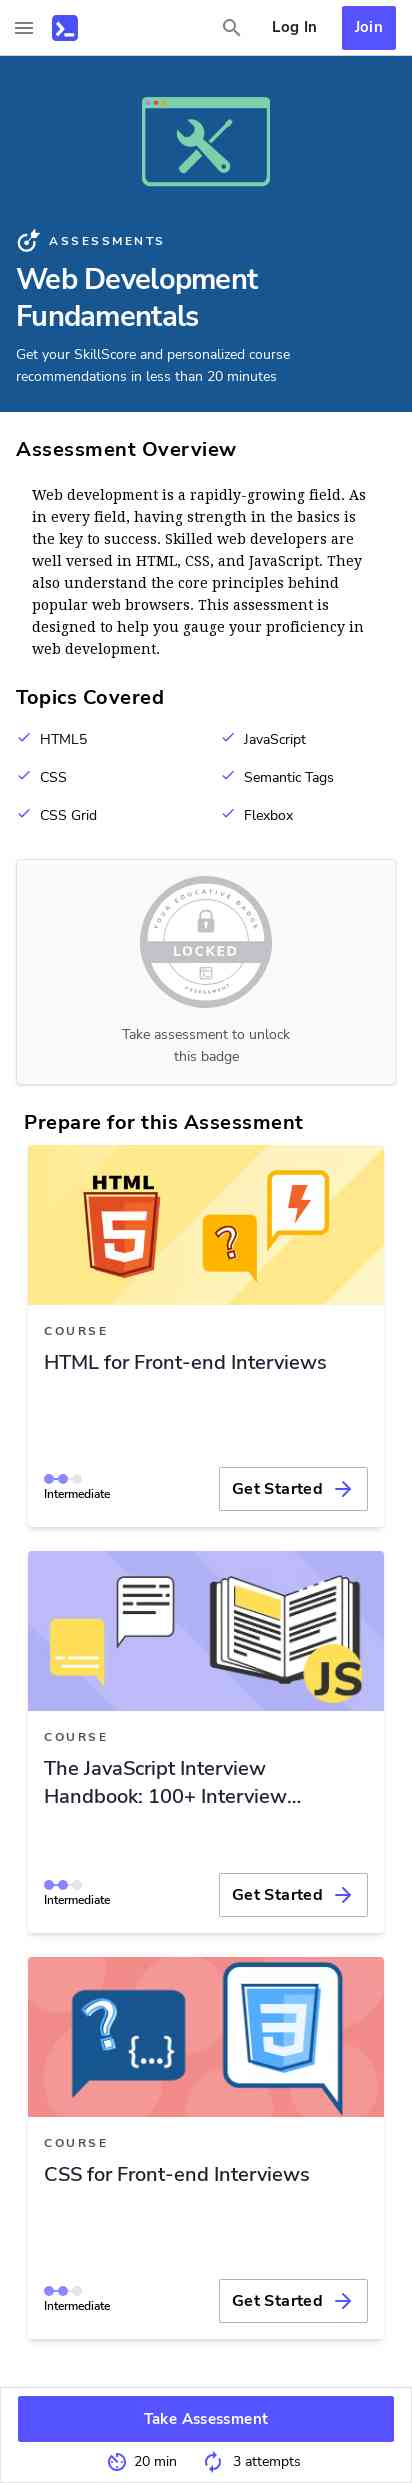 Log In
Join
ASSESSMENTS
Web Development
Fundamentals
Get your SkillScore and personalized course
recommendations in less than 20 minutes
Assessment Overview
Web development is a rapidly-growing field. As
in every field, having strength in the basics is
the key to success. Skilled web developers are
well versed in HTML, CSS, and JavaScript. They
also understand the core principles behind
popular web browsers. This assessment is
designed to help you gauge your proficiency in
web development.
Topics Covered
HTML5
JavaScript
CSS
Semantic Tags
CSS Grid
Flexbox
YOUR EDUCATIVE BADGE
LOCKED
ASSESSMENT
Take assessment to unlock
this badge
Prepare for this Assessment
HTML
5
?
COURSE
HTML for Front-end Interviews
Intermediate
Get Started
JS
COURSE
The JavaScript Interview
Handbook: 100+ Interview...
Intermediate
Get Started
?
{...}
3
COURSE
CSS for Front-end Interviews
Intermediate
Get Started
Take Assessment
20 min
3 attempts